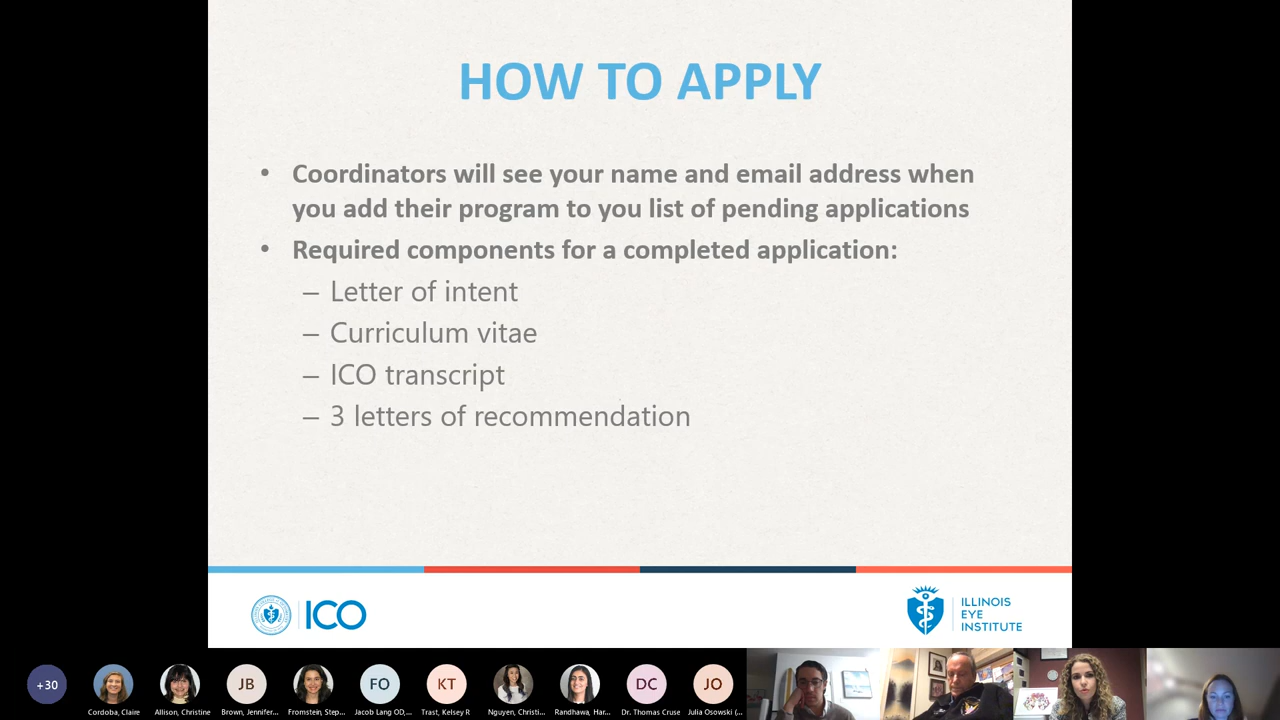 HOW TO APPLY
• Coordinators will see your name and email address when
you add their program to you list of pending applications
• Required components for a completed application:
– Letter of intent
– Curriculum vitae
– ICO transcript
– 3 letters of recommendation
ICO
ILLINOIS
EYE
INSTITUTE
+30
JB
FO
KT
DC
JO
Cordoba, Claire
Allison, Christine
Brown, Jennifer...
Fromstein, Step...
Jacob Lang OD,...
Trast, Kelsey R
Nguyen, Christi...
Randhawa, Har...
Dr. Thomas Cruse
Julia Osowski (...